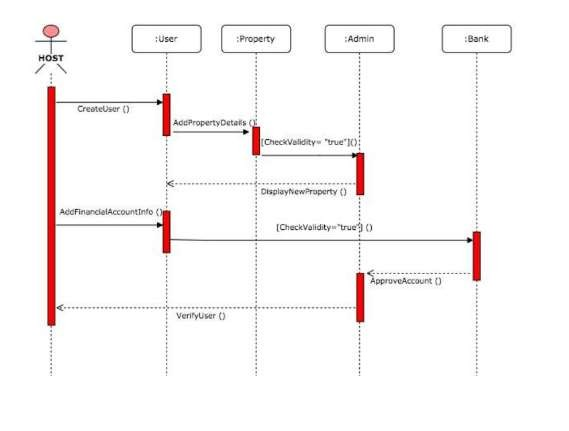 :User
:Property
:Admin
:Bank
HOST
CreateUser ()
AddPropertyDetails ()
[CheckValidity= "true"]()
DisplayNewProperty ()
AddFinancialAccountInfo ()
[CheckValidity="true"] ()
ApproveAccount ()
VerifyUser ()